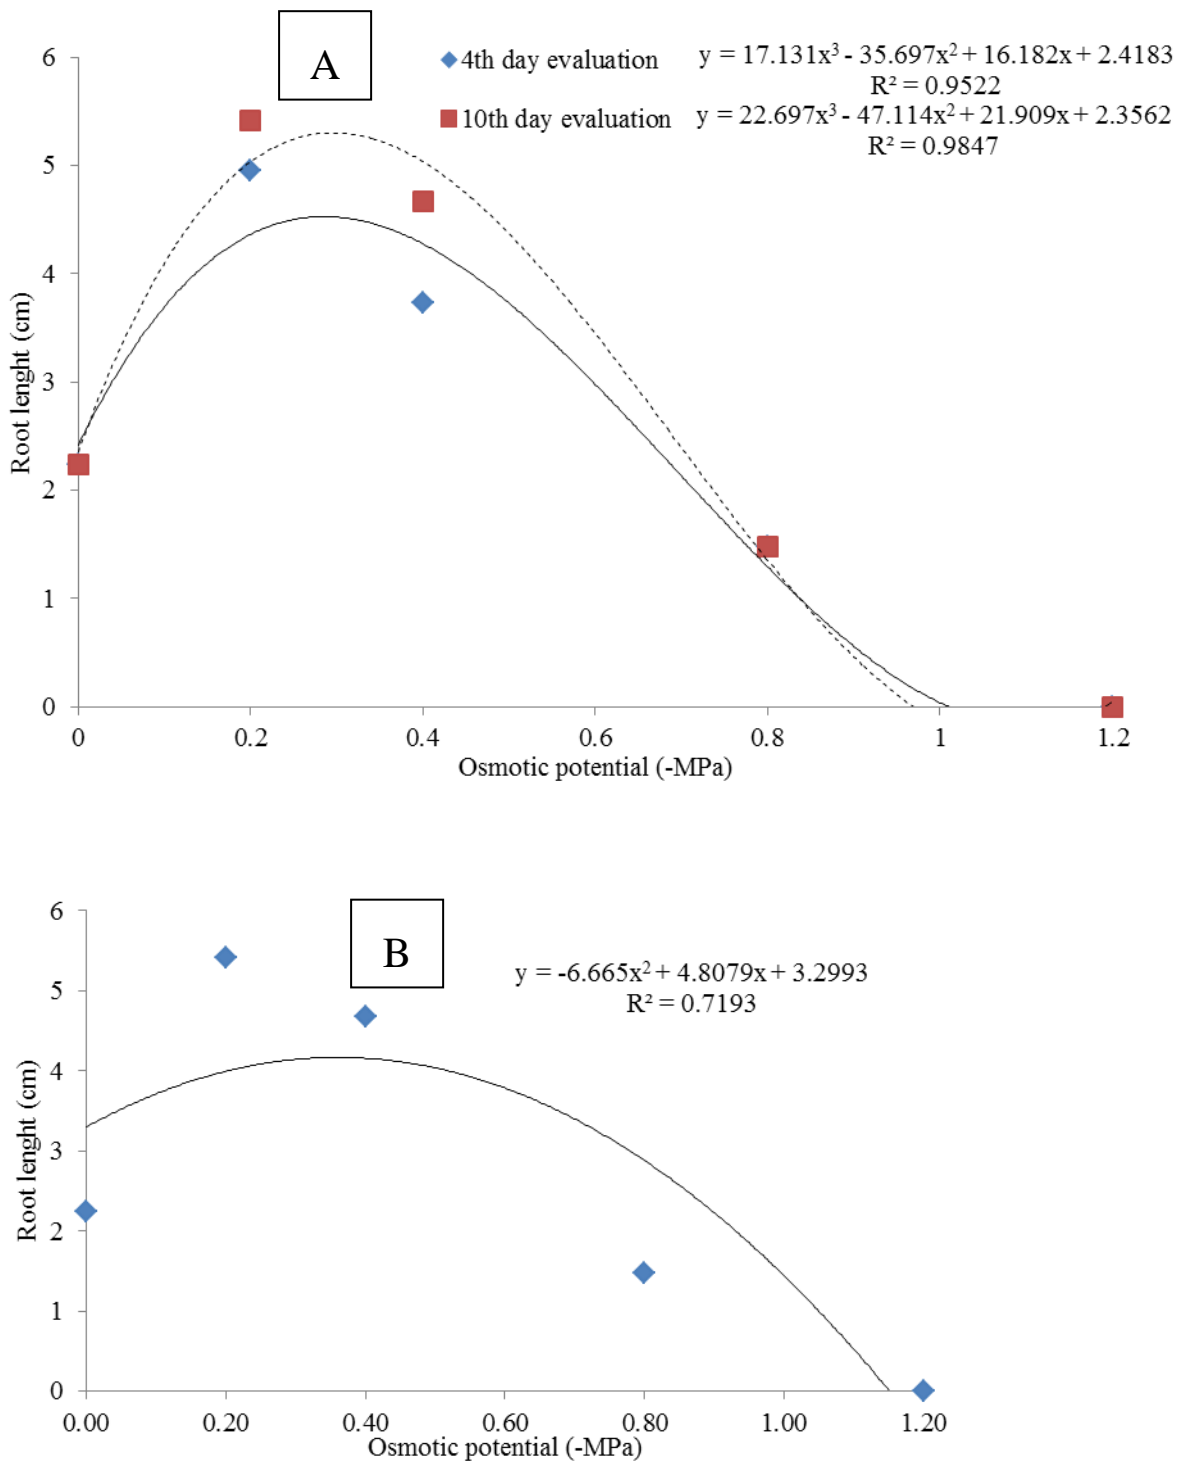 A
4th day evaluation
y = 17.131x³ - 35.697x² + 16.182x + 2.4183
R² = 0.9522
10th day evaluation
y = 22.697x³ - 47.114x² + 21.909x + 2.3562
R² = 0.9847
6
5
4
3
2
1
0
Root lenght (cm)
0 0.2 0.4 0.6 0.8 1 1.2
Osmotic potential (-MPa)
B
y = -6.665x² + 4.8079x + 3.2993
R² = 0.7193
6
5
4
3
2
1
0
Root lenght (cm)
0.00 0.20 0.40 0.60 0.80 1.00 1.20
Osmotic potential (-MPa)